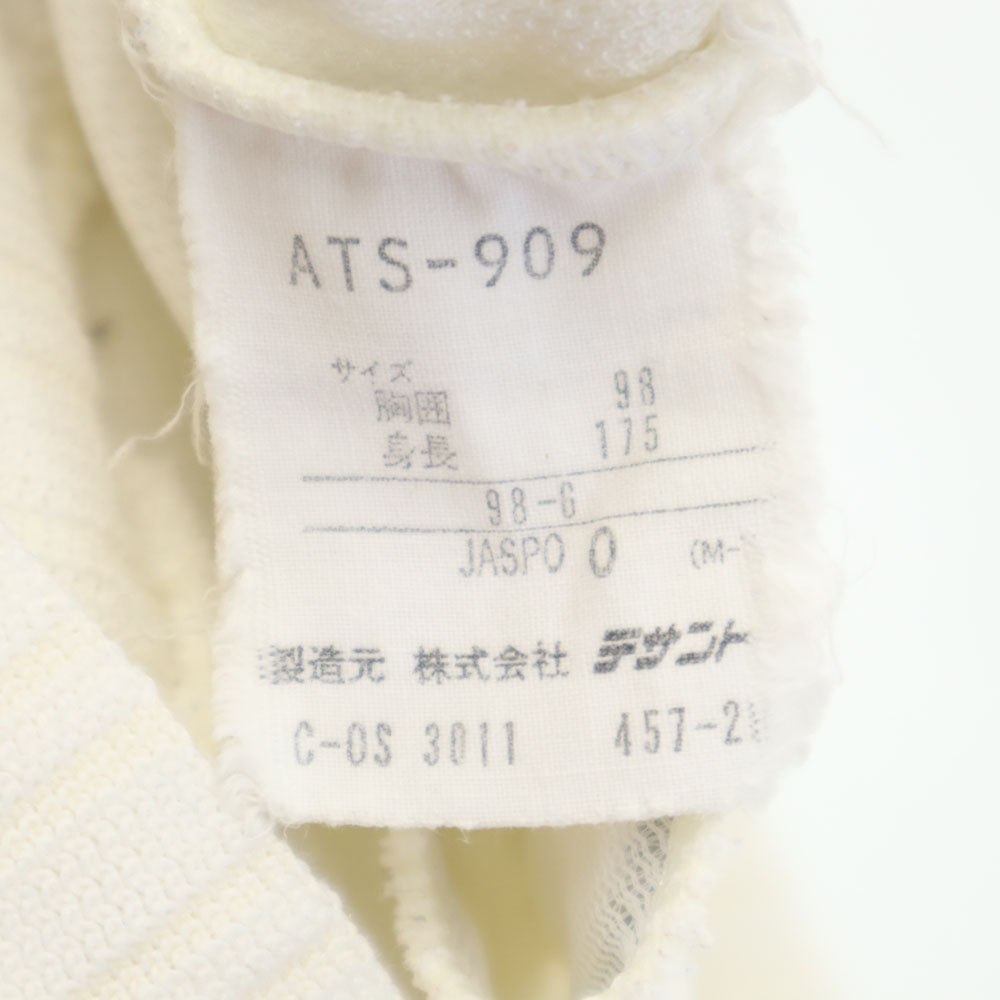 ATS-909
サイズ
胸囲 98
身長 175
98-6
JASPO O (M-
製造元 株式会社 デサント
C-OS 3011 457-2